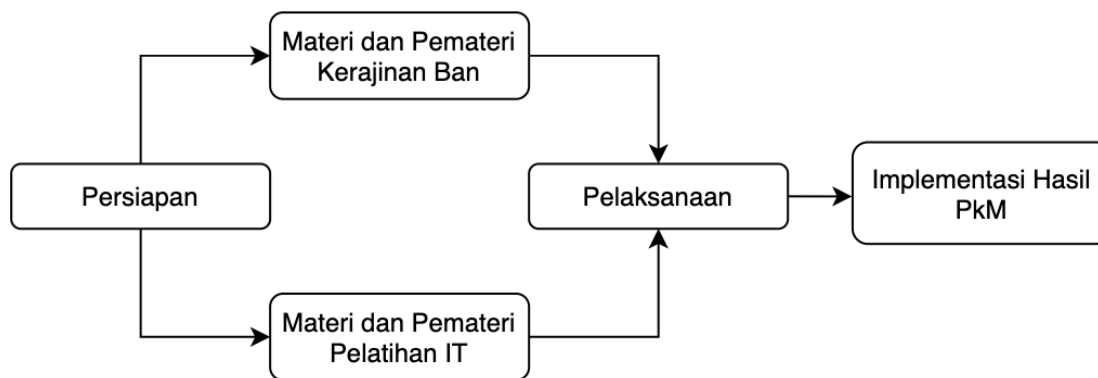 Materi dan Pemateri
Kerajinan Ban
Persiapan
Pelaksanaan
Implementasi Hasil
PkM
Materi dan Pemateri
Pelatihan IT